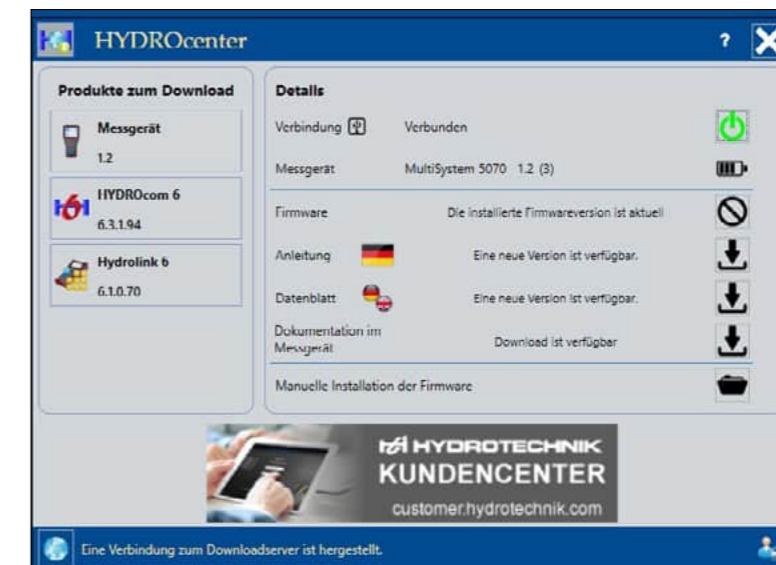 HYDROcenter
?
Produkte zum Download
Messgerät
1.2
HYDROcom 6
6.3.1.94
Hydrolink 6
6.1.0.70
Details
Verbindung Verbunden
Messgerät MultiSystem 5070 1.2 (3)
Firmware Die installierte Firmwareversion ist aktuell
Anleitung Eine neue Version ist verfügbar.
Datenblatt Eine neue Version ist verfügbar.
Dokumentation im
Messgerät
Download ist verfügbar
Manuelle Installation der Firmware
HYDROTECHNIK
KUNDENCENTER
customer.hydrotechnik.com
Eine Verbindung zum Downloadserver ist hergestellt.